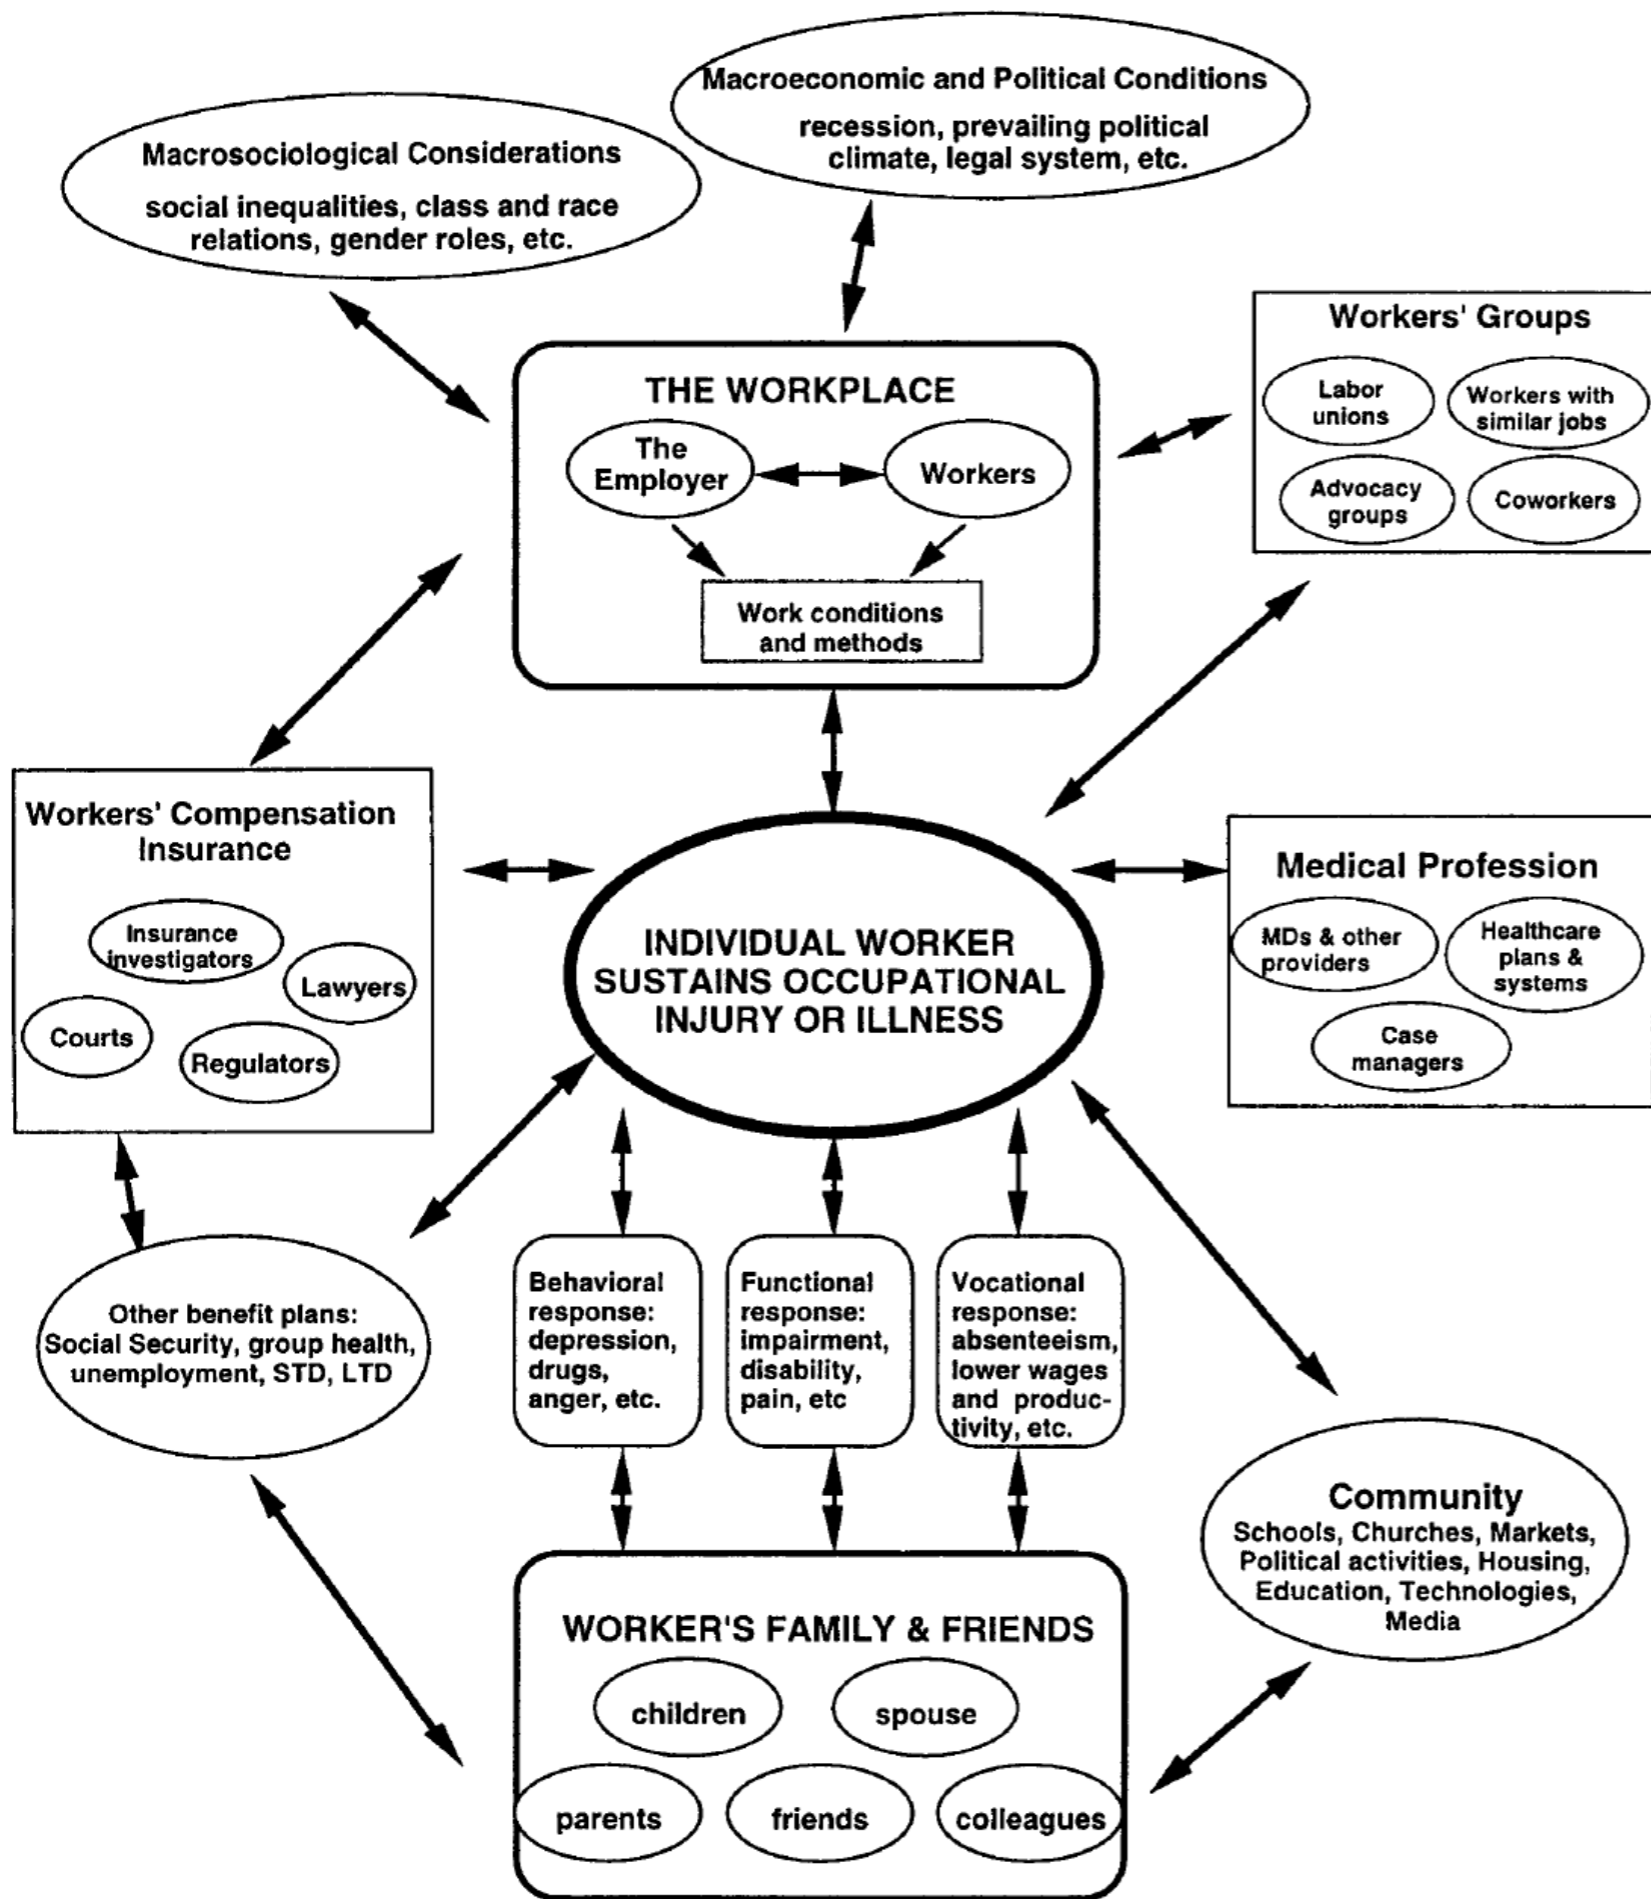 Macroeconomic and Political Conditions
recession, prevailing political
climate, legal system, etc.
Macrosociological Considerations
social inequalities, class and race
relations, gender roles, etc.
Workers' Groups
Labor
unions
Workers with
similar jobs
Advocacy
groups
Coworkers
THE WORKPLACE
The
Employer
Workers
Work conditions
and methods
Workers' Compensation
Insurance
Insurance
investigators
Lawyers
Courts
Regulators
INDIVIDUAL WORKER
SUSTAINS OCCUPATIONAL
INJURY OR ILLNESS
Medical Profession
MDs & other
providers
Healthcare
plans &
systems
Case
managers
Other benefit plans:
Social Security, group health,
unemployment, STD, LTD
Behavioral
response:
depression,
drugs,
anger, etc.
Functional
response:
impairment,
disability,
pain, etc
Vocational
response:
absenteeism,
lower wages
and produc-
tivity, etc.
Community
Schools, Churches, Markets,
Political activities, Housing,
Education, Technologies,
Media
WORKER'S FAMILY & FRIENDS
children
spouse
parents
friends
colleagues